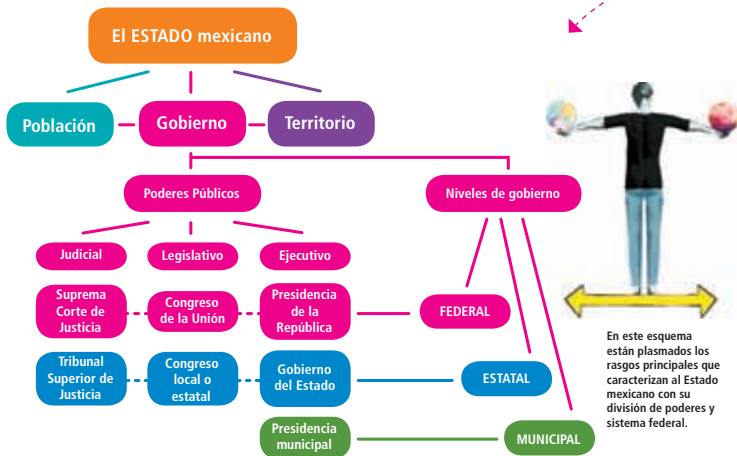 El ESTADO mexicano
Población
Gobierno
Territorio
Poderes Públicos
Niveles de gobierno
Judicial
Legislativo
Ejecutivo
Suprema
Corte de
Justicia
Congreso
de la Unión
Presidencia
de la
República
FEDERAL
Tribunal
Superior de
Justicia
Congreso
local o
estatal
Gobierno
del Estado
ESTATAL
Presidencia
municipal
MUNICIPAL
En este esquema
están plasmados los
rasgos principales que
caracterizan al Estado
mexicano con su
división de poderes y
sistema federal.